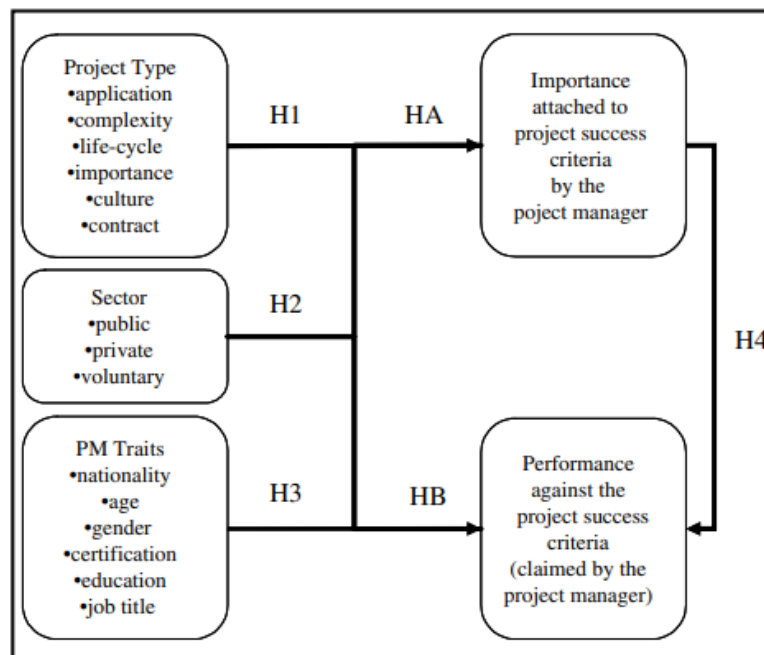 Project Type
•application
•complexity
•life-cycle
•importance
•culture
•contract
H1
HA
Importance
attached to
project success
criteria
by the
poject manager
Sector
•public
•private
•voluntary
H2
H4
PM Traits
•nationality
•age
•gender
•certification
•education
•job title
H3
HB
Performance
against the
project success
criteria
(claimed by the
project manager)